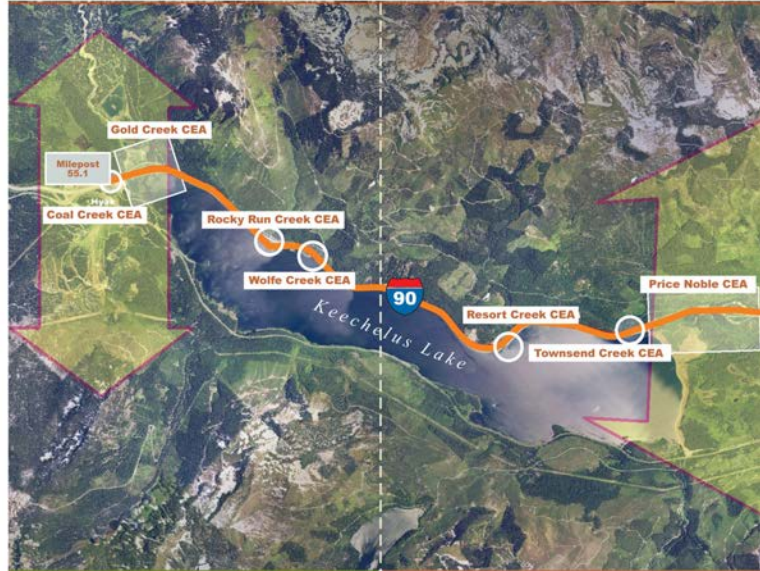 Gold Creek CEA
Milepost
55.1
Hyak
Coal Creek CEA
Rocky Run Creek CEA
Wolfe Creek CEA
90
Keechelus Lake
Price Noble CEA
Resort Creek CEA
Townsend Creek CEA